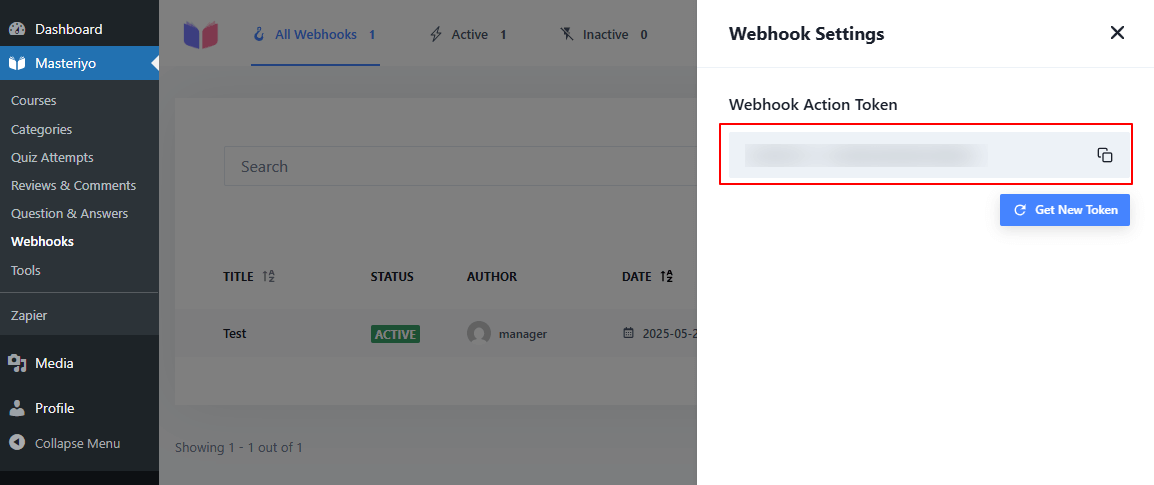 Dashboard
Masteriyo
Courses
Categories
Quiz Attempts
Reviews & Comments
Question & Answers
Webhooks
Tools
Zapier
Media
Profile
Collapse Menu
All Webhooks 1 Active 1 Inactive 0
Search
TITLE STATUS AUTHOR DATE
Test ACTIVE manager 2025-05-2
Showing 1 - 1 out of 1
Webhook Settings
Webhook Action Token
Get New Token